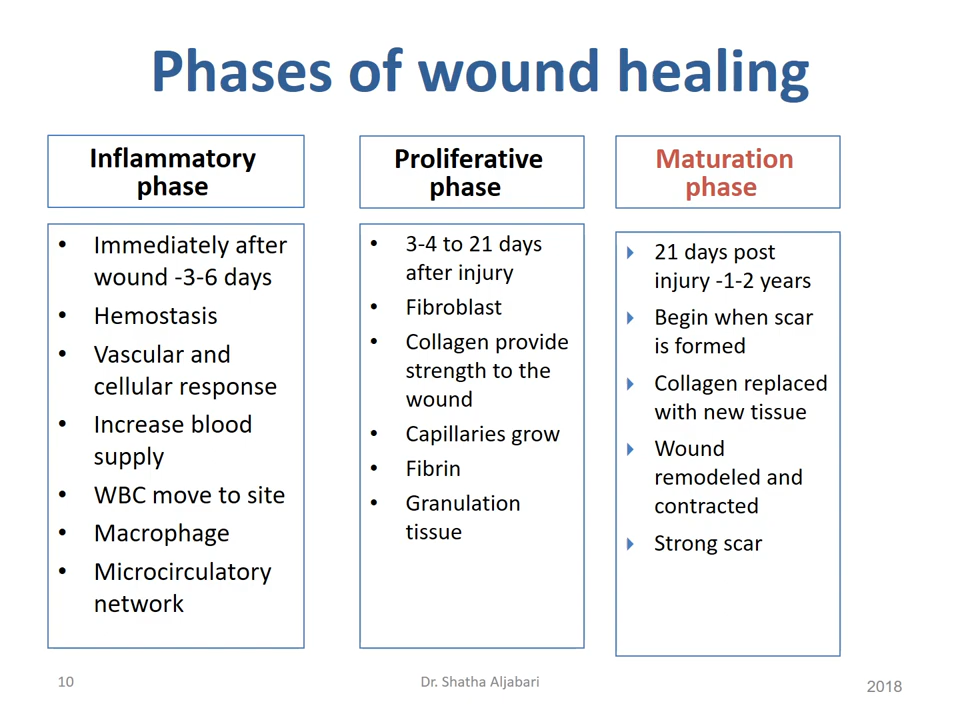 Phases of wound healing
Inflammatory
phase
• Immediately after
wound -3-6 days
• Hemostasis
• Vascular and
cellular response
• Increase blood
supply
• WBC move to site
• Macrophage
• Microcirculatory
network
Proliferative
phase
• 3-4 to 21 days
after injury
• Fibroblast
• Collagen provide
strength to the
wound
• Capillaries grow
• Fibrin
• Granulation
tissue
Maturation
phase
21 days post
injury -1-2 years
Begin when scar
is formed
Collagen replaced
with new tissue
Wound
remodeled and
contracted
Strong scar
10
Dr. Shatha Aljabari
2018